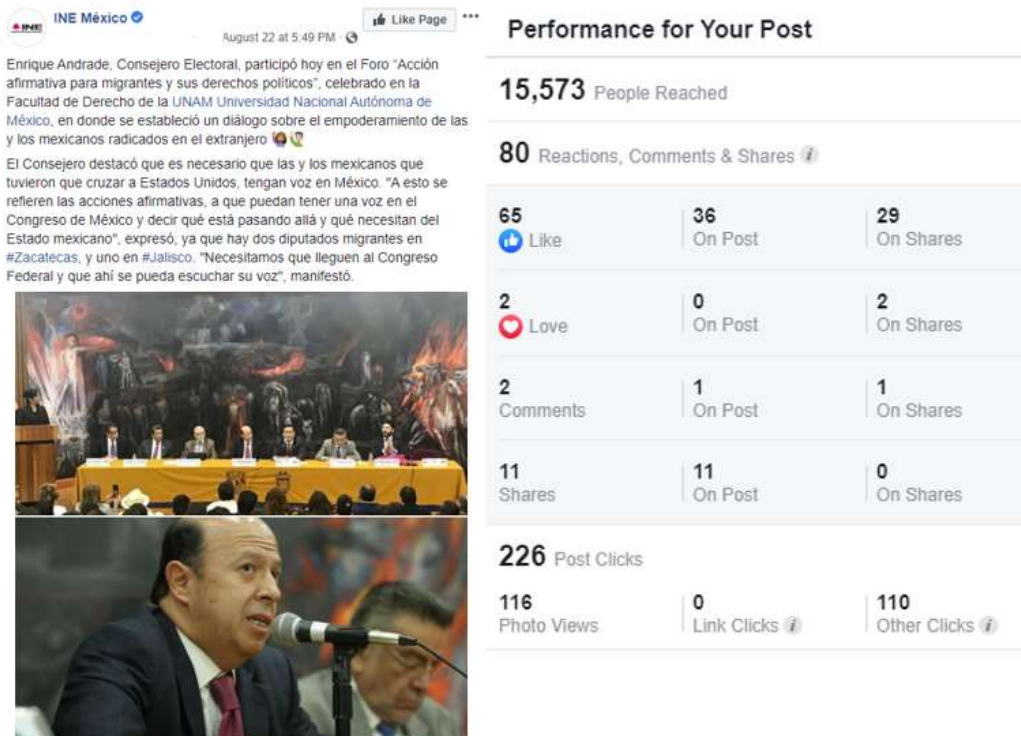 INE
INE México
Like Page
August 22 at 5:49 PM ·
Enrique Andrade, Consejero Electoral, participó hoy en el Foro "Acción
afirmativa para migrantes y sus derechos políticos", celebrado en la
Facultad de Derecho de la UNAM Universidad Nacional Autónoma de
México, en donde se estableció un diálogo sobre el empoderamiento de las
y los mexicanos radicados en el extranjero
El Consejero destacó que es necesario que las y los mexicanos que
tuvieron que cruzar a Estados Unidos, tengan voz en México. "A esto se
refieren las acciones afirmativas, a que puedan tener una voz en el
Congreso de México y decir qué está pasando allá y qué necesitan del
Estado mexicano", expresó, ya que hay dos diputados migrantes en
#Zacatecas, y uno en #Jalisco. "Necesitamos que lleguen al Congreso
Federal y que ahí se pueda escuchar su voz", manifestó.
Performance for Your Post
15,573 People Reached
80 Reactions, Comments & Shares
65 36 29
Like On Post On Shares
2 0 2
Love On Post On Shares
2 1 1
Comments On Post On Shares
11 11 0
Shares On Post On Shares
226 Post Clicks
116 0 110
Photo Views Link Clicks Other Clicks